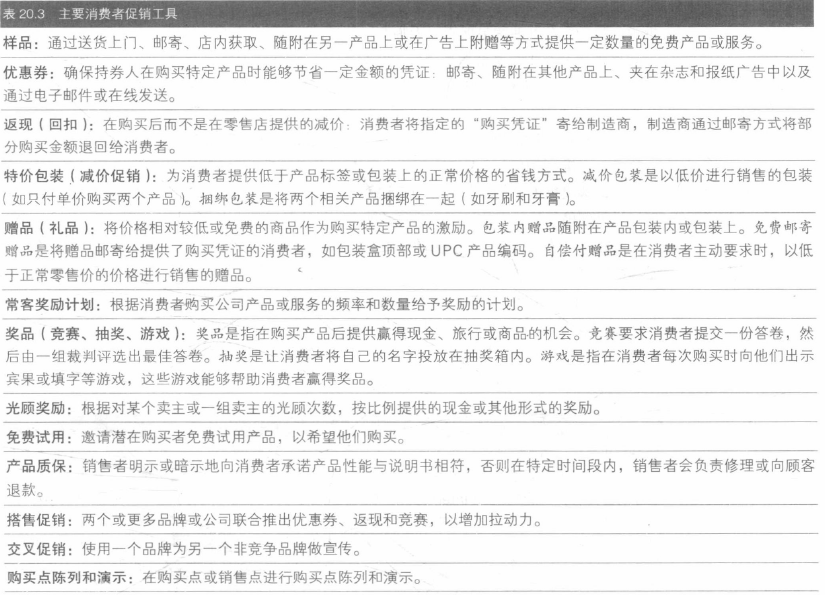 表 20.3 主要消费者促销工具
样品：通过送货上门、邮寄、店内获取、随附在另一产品上或在广告上附赠等方式提供一定数量的免费产品或服务。
优惠券：确保持券人在购买特定产品时能够节省一定金额的凭证：邮寄、随附在其他产品上、夹在杂志和报纸广告中以及
通过电子邮件或在线发送。
返现（回扣）：在购买后而不是在零售店提供的减价：消费者将指定的“购买凭证”寄给制造商，制造商通过邮寄方式将部
分购买金额退回给消费者。
特价包装（减价促销）：为消费者提供低于产品标签或包装上的正常价格的省钱方式。减价包装是以低价进行销售的包装
（如只付单价购买两个产品）。捆绑包装是将两个相关产品捆绑在一起（如牙刷和牙膏）。
赠品（礼品）：将价格相对较低或免费的商品作为购买特定产品的激励。包装内赠品随附在产品包装内或包装上。免费邮寄
赠品是将赠品邮寄给提供了购买凭证的消费者，如包装盒顶部或 UPC 产品编码。自偿付赠品是在消费者主动要求时，以低
于正常零售价的价格进行销售的赠品。
常客奖励计划：根据消费者购买公司产品或服务的频率和数量给予奖励的计划。
奖品（竞赛、抽奖、游戏）：奖品是指在购买产品后提供赢得现金、旅行或商品的机会。竞赛要求消费者提交一份答卷，然
后由一组裁判评选出最佳答卷。抽奖是让消费者将自己的名字投放在抽奖箱内。游戏是指在消费者每次购买时向他们出示
宾果或填字等游戏，这些游戏能够帮助消费者赢得奖品。
光顾奖励：根据对某个卖主或一组卖主的光顾次数，按比例提供的现金或其他形式的奖励。
免费试用：邀请潜在购买者免费试用产品，以希望他们购买。
产品质保：销售者明示或暗示地向消费者承诺产品性能与说明书相符，否则在特定时间段内，销售者会负责修理或向顾客
退款。
搭售促销：两个或更多品牌或公司联合推出优惠券、返现和竞赛，以增加拉动力。
交叉促销：使用一个品牌为另一个非竞争品牌做宣传。
购买点陈列和演示：在购买点或销售点进行购买点陈列和演示。